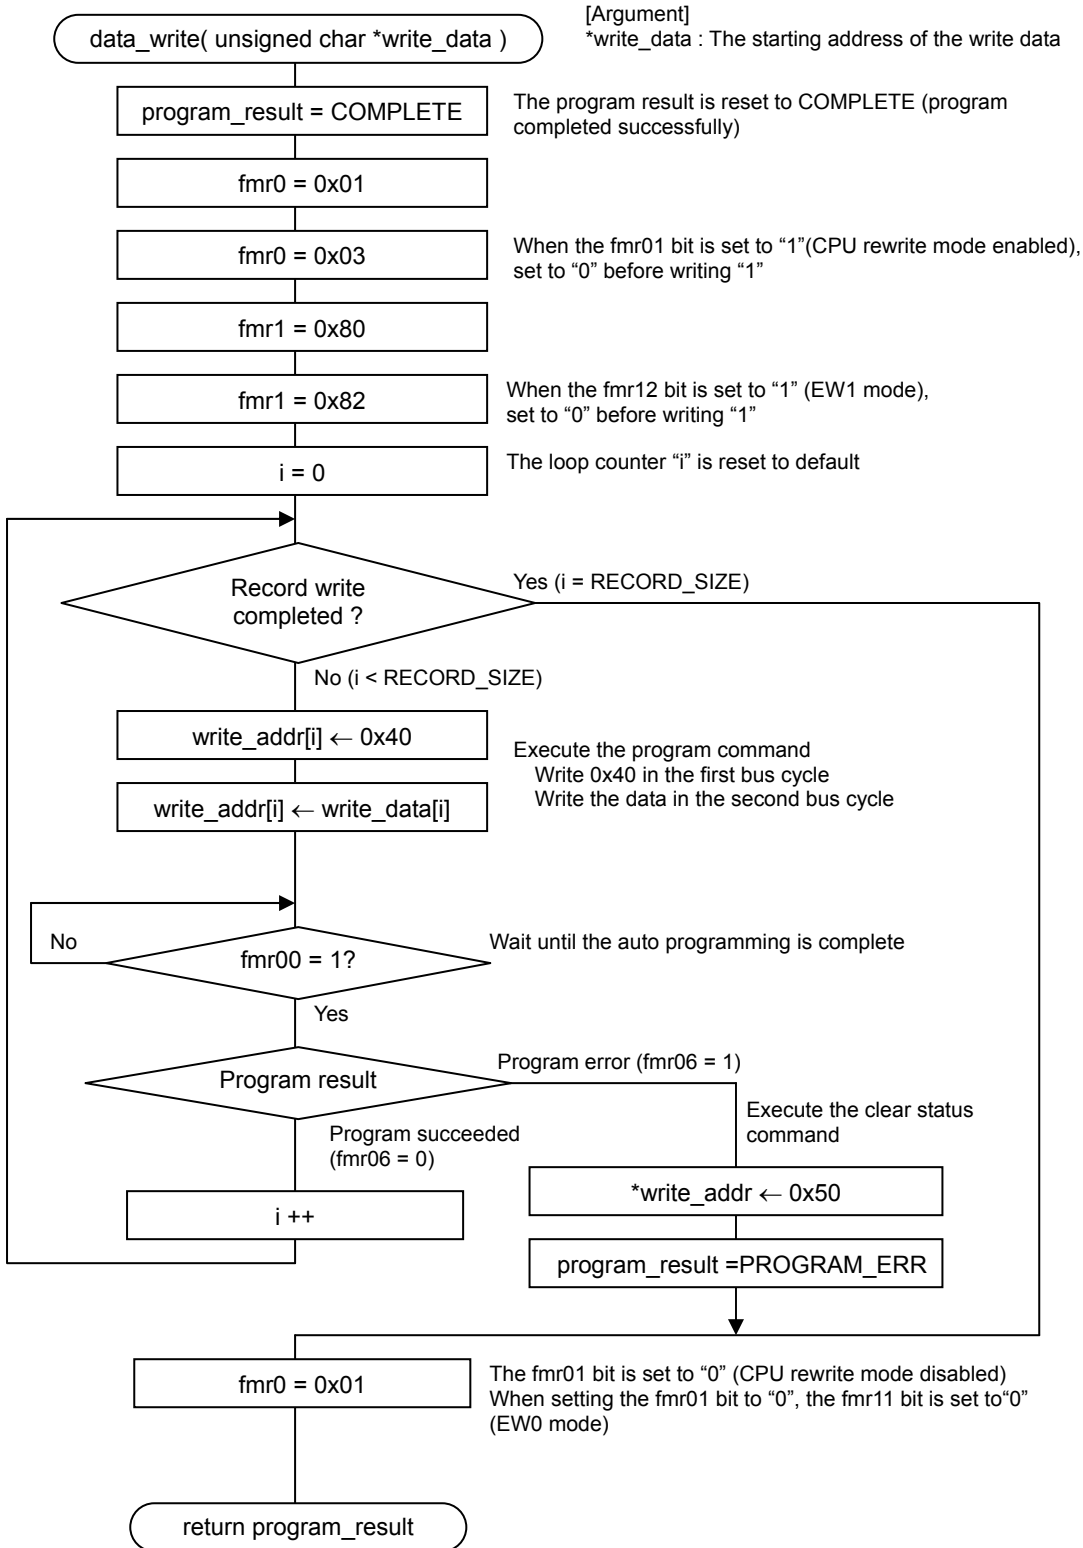 [Argument]
data_write( unsigned char *write_data )
*write_data : The starting address of the write data
program_result = COMPLETE
The program result is reset to COMPLETE (program
completed successfully)
fmr0 = 0x01
fmr0 = 0x03
When the fmr01 bit is set to “1”(CPU rewrite mode enabled),
set to “0” before writing “1”
fmr1 = 0x80
fmr1 = 0x82
When the fmr12 bit is set to “1” (EW1 mode),
set to “0” before writing “1”
i = 0
The loop counter “i” is reset to default
Record write
completed ?
Yes (i = RECORD_SIZE)
No (i < RECORD_SIZE)
write_addr[i] ← 0x40
Execute the program command
Write 0x40 in the first bus cycle
Write the data in the second bus cycle
write_addr[i] ← write_data[i]
No
fmr00 = 1?
Wait until the auto programming is complete
Yes
Program result
Program error (fmr06 = 1)
Execute the clear status
command
Program succeeded
(fmr06 = 0)
*write_addr ← 0x50
i ++
program_result =PROGRAM_ERR
fmr0 = 0x01
The fmr01 bit is set to “0” (CPU rewrite mode disabled)
When setting the fmr01 bit to “0”, the fmr11 bit is set to“0”
(EW0 mode)
return program_result